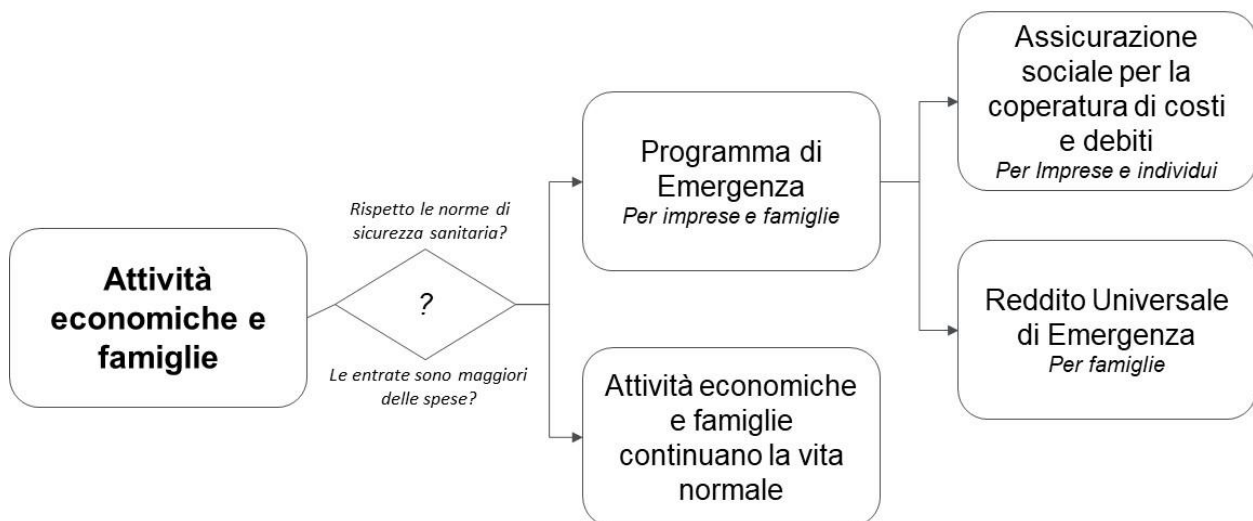 Attività
economiche e
famiglie
Rispetto le norme di
sicurezza sanitaria?
?
Le entrate sono maggiori
delle spese?
Programma di
Emergenza
Per imprese e famiglie
Attività economiche
e famiglie
continuano la vita
normale
Assicurazione
sociale per la
coperatura di costi
e debiti
Per Imprese e individui
Reddito Universale
di Emergenza
Per famiglie